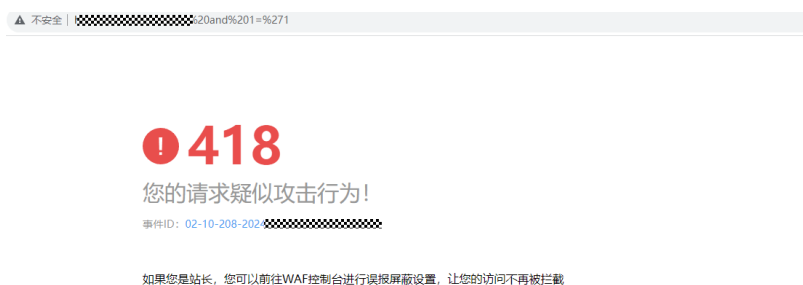 不安全
%20and%201=%271
418
您的请求疑似攻击行为！
事件ID：02-10-208-2024
如果您是站长，您可以前往WAF控制台进行误报屏蔽设置，让您的访问不再被拦截